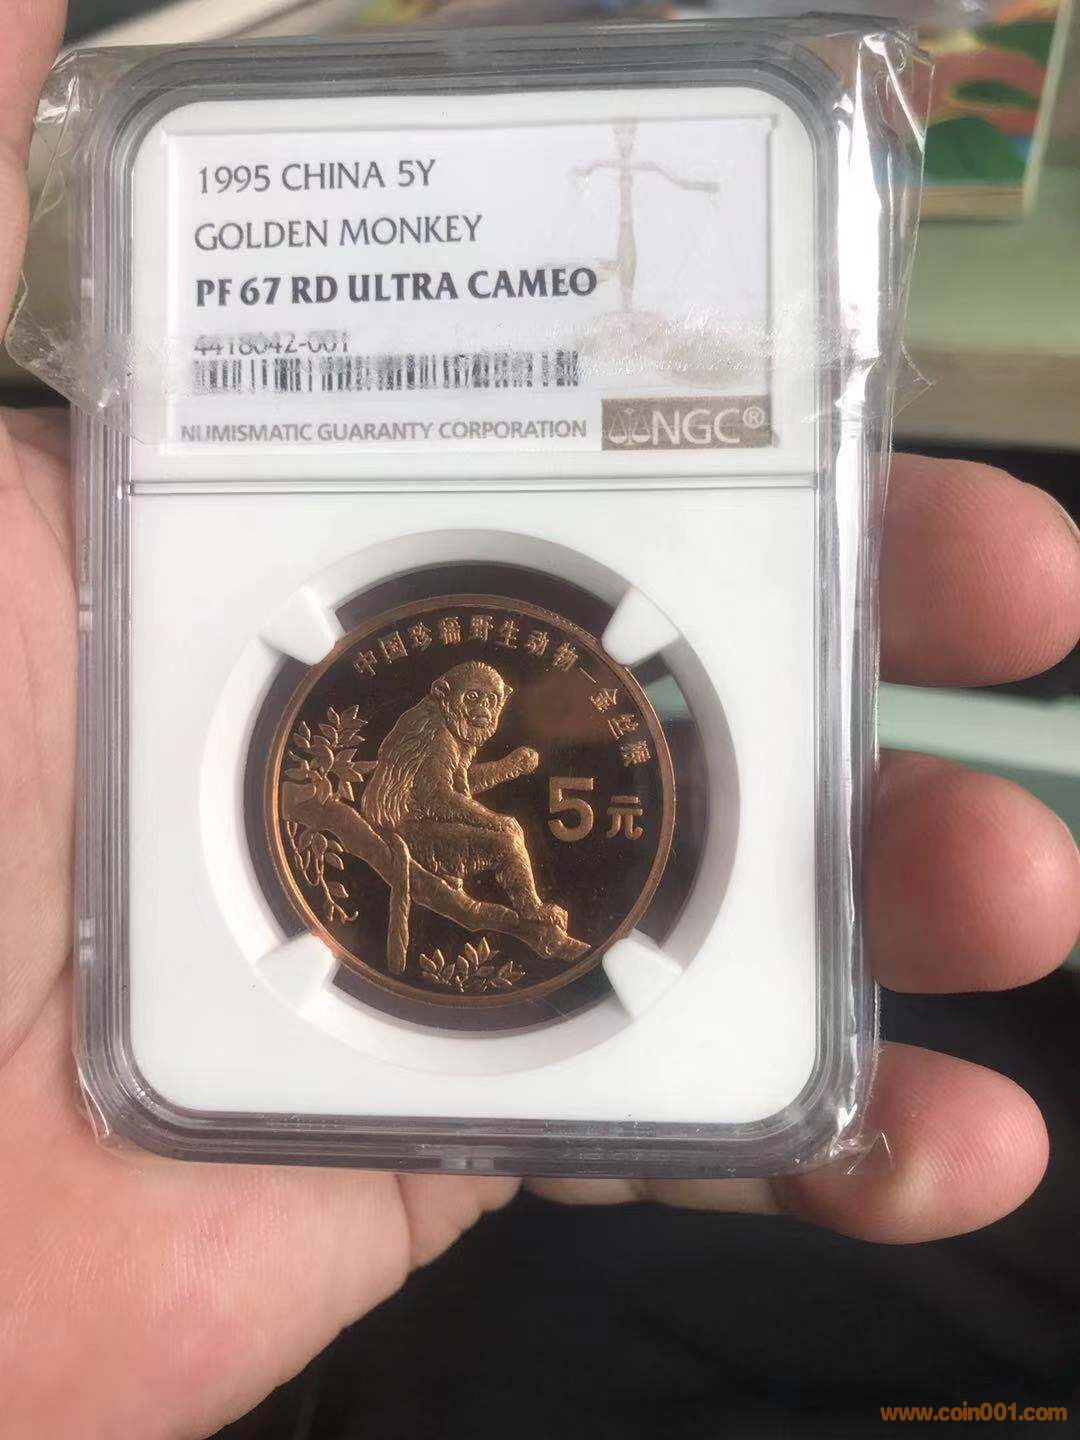 1995 CHINA 5Y
GOLDEN MONKEY
PF 67 RD ULTRA CAMEO
4418042-001
NUMISMATIC GUARANTY CORPORATION
NGC®
中国珍稀野生动物—金丝猴
5元
www.coin001.com